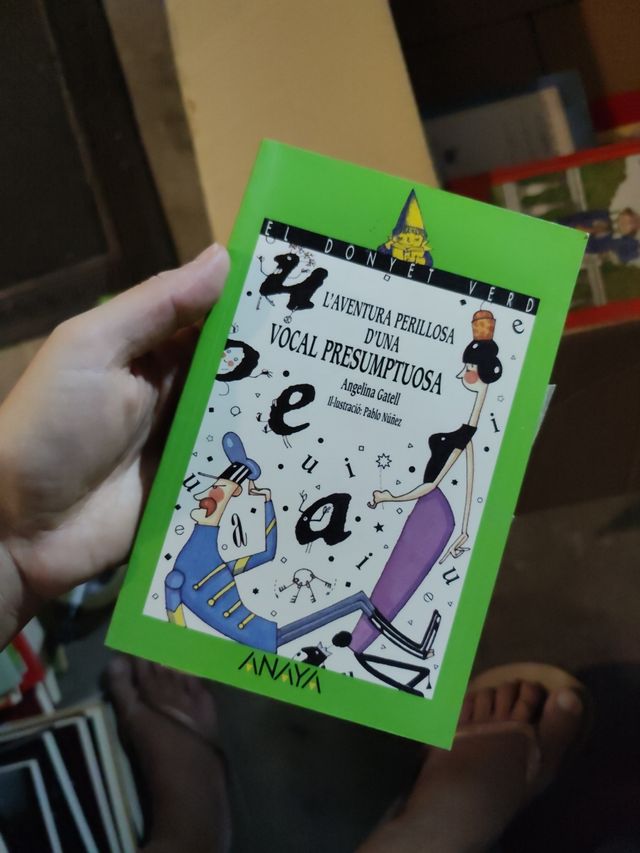 EL DONYET VERD
L'AVENTURA PERILLOSA
D'UNA
VOCAL PRESUMPTUOSA
Angelina Gatell
Il·lustració: Pablo Núñez
u
e
o
e
i
u
i
u
a
a
i
e
e
u
ANAYA